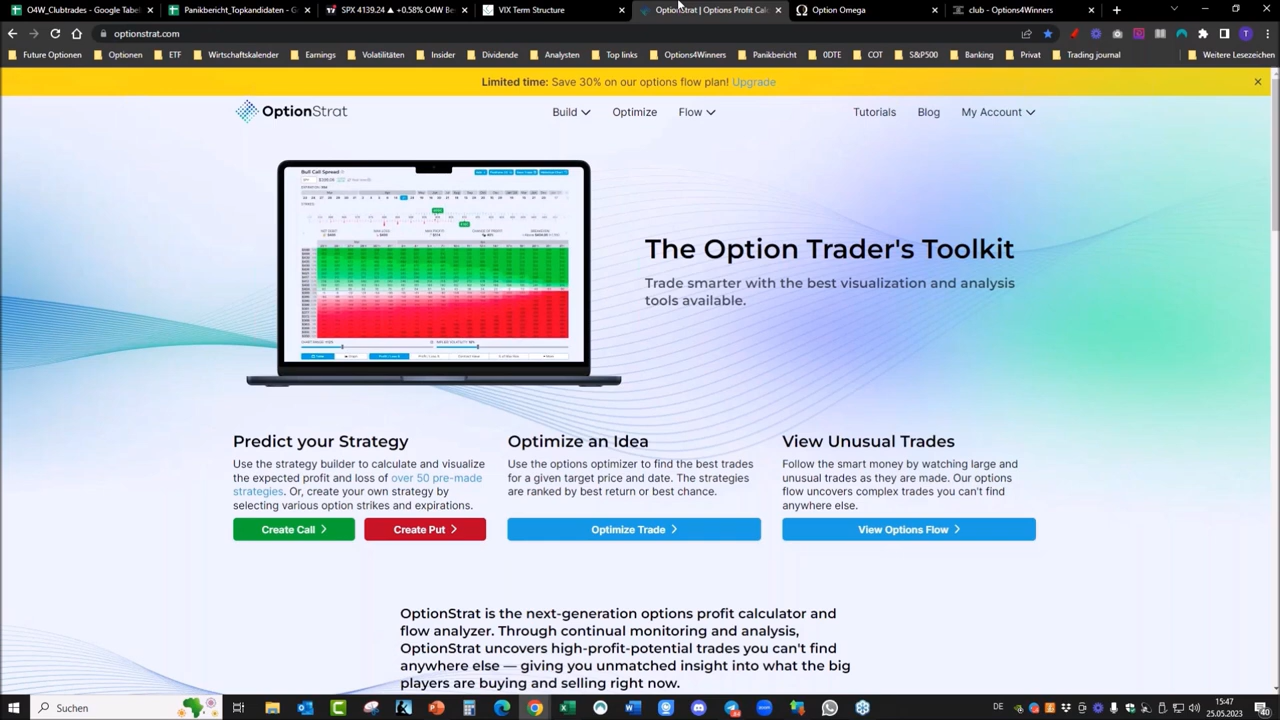 O4W_Clubtrades - Google Tabel
Panikbericht_Topkandidaten - G
SPX 4139.24 ▲ +0.58% O4W Be
VIX Term Structure
OptionStrat | Options Profit Calc
Option Omega
club - Options4Winners
optionstrat.com
Future Optionen
Optionen
ETF
Wirtschaftskalender
Earnings
Volatilitäten
Insider
Dividende
Analysten
Top links
Options4Winners
Panikbericht
0DTE
COT
S&P500
Banking
Privat
Trading journal
Weitere Lesezeichen
Limited time: Save 30% on our options flow plan! Upgrade
OptionStrat
Build
Optimize
Flow
Tutorials
Blog
My Account
Bull Call Spread
The Option Trader's Toolkit
Trade smarter with the best visualization and analysis
tools available.
Predict your Strategy
Use the strategy builder to calculate and visualize
the expected profit and loss of over 50 pre-made
strategies. Or, create your own strategy by
selecting various option strikes and expirations.
Create Call
Create Put
Optimize an Idea
Use the options optimizer to find the best trades
for a given target price and date. The strategies
are ranked by best return or best chance.
Optimize Trade
View Unusual Trades
Follow the smart money by watching large and
unusual trades as they are made. Our options
flow uncovers complex trades you can't find
anywhere else.
View Options Flow
OptionStrat is the next-generation options profit calculator and
flow analyzer. Through continual monitoring and analysis,
OptionStrat uncovers high-profit-potential trades you can't find
anywhere else — giving you unmatched insight into what the big
players are buying and selling right now.
Suchen
DE
15:47
25.05.2023